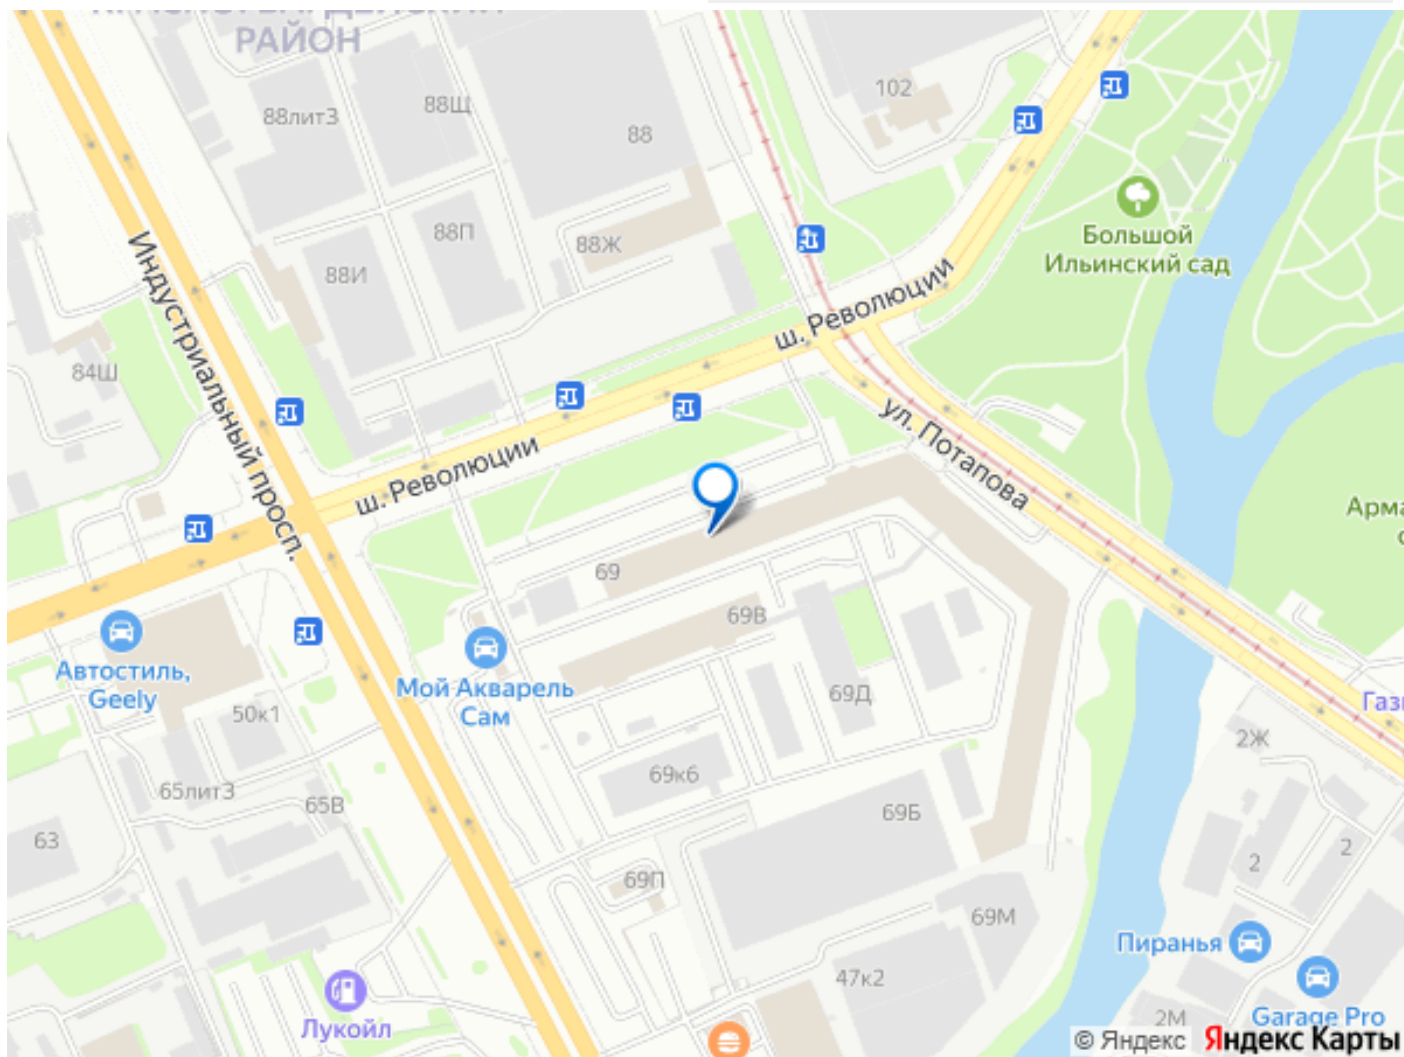 РАЙОН
88лит3
88Щ
88
102
88П
88Ж
88И
Большой
Ильинский сад
Индустриальный просп.
ш. Революции
84Ш
ш. Революции
ул. Потапова
69
69В
Автостиль,
Geely
Мой Акварель
Сам
69Д
50к1
2Ж
69к6
65лит3
65В
69Б
63
2
2
69П
69М
Пиранья
47к2
Лукойл
2М
Garage Pro
© Яндекс
Яндекс Карты